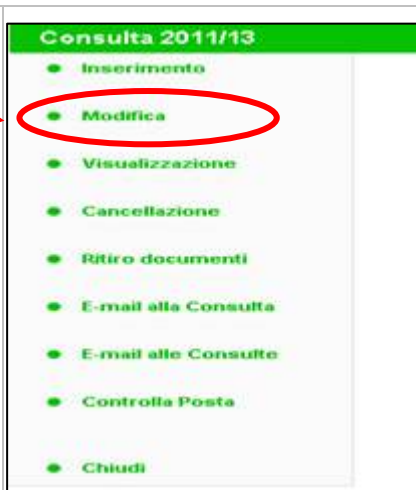 Consulta 2011/13
Inserimento
Modifica
Visualizzazione
Cancellazione
Ritiro documenti
E-mail alla Consulta
E-mail alle Consulte
Controlla Posta
Chiudi